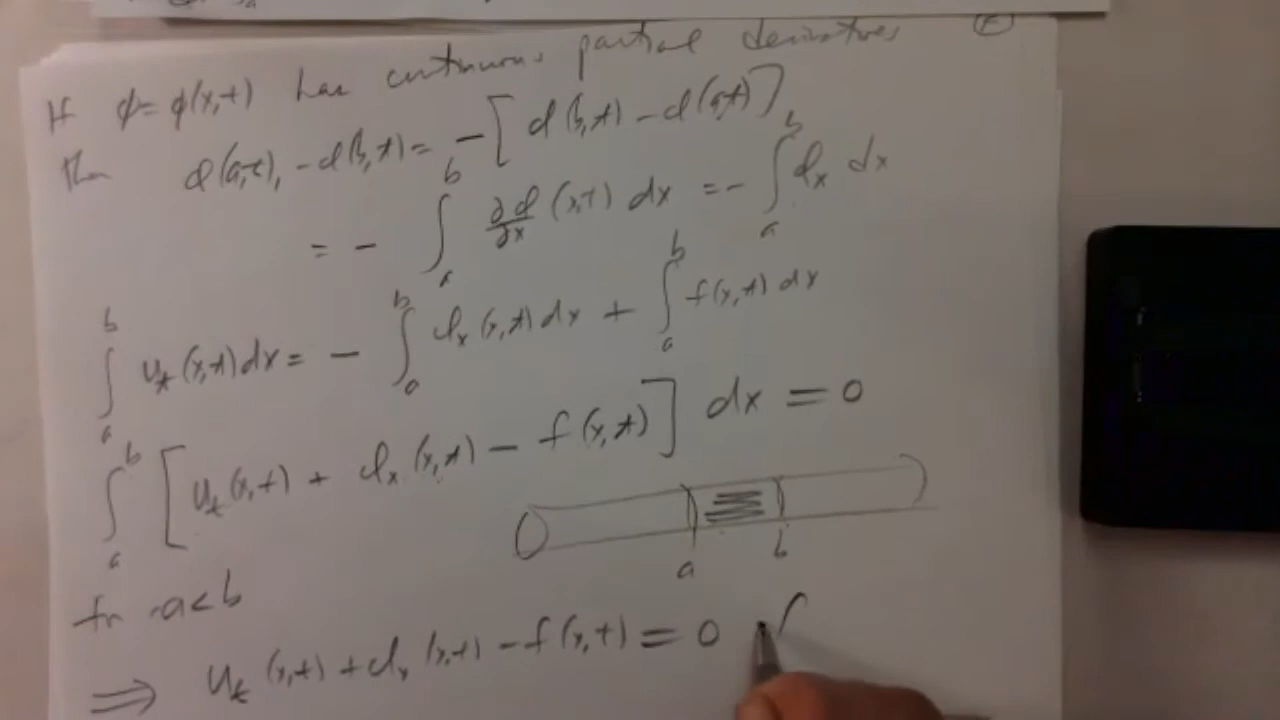 If ϕ = ϕ(x,t) has continuous partial derivatives
then ϕ(a,t) - ϕ(b,t) = - [ϕ(b,t) - ϕ(a,t)]
= - ∫_a^b ∂ϕ/∂x (x,t) dx = - ∫_a^b ϕ_x dx
∫_a^b u_t(x,t) dx = - ∫_a^b ϕ_x(x,t) dx + ∫_a^b f(x,t) dx
∫_a^b [u_t(x,t) + ϕ_x(x,t) - f(x,t)] dx = 0
a b
for a < b
⇒ u_t(x,t) + ϕ_x(x,t) - f(x,t) = 0